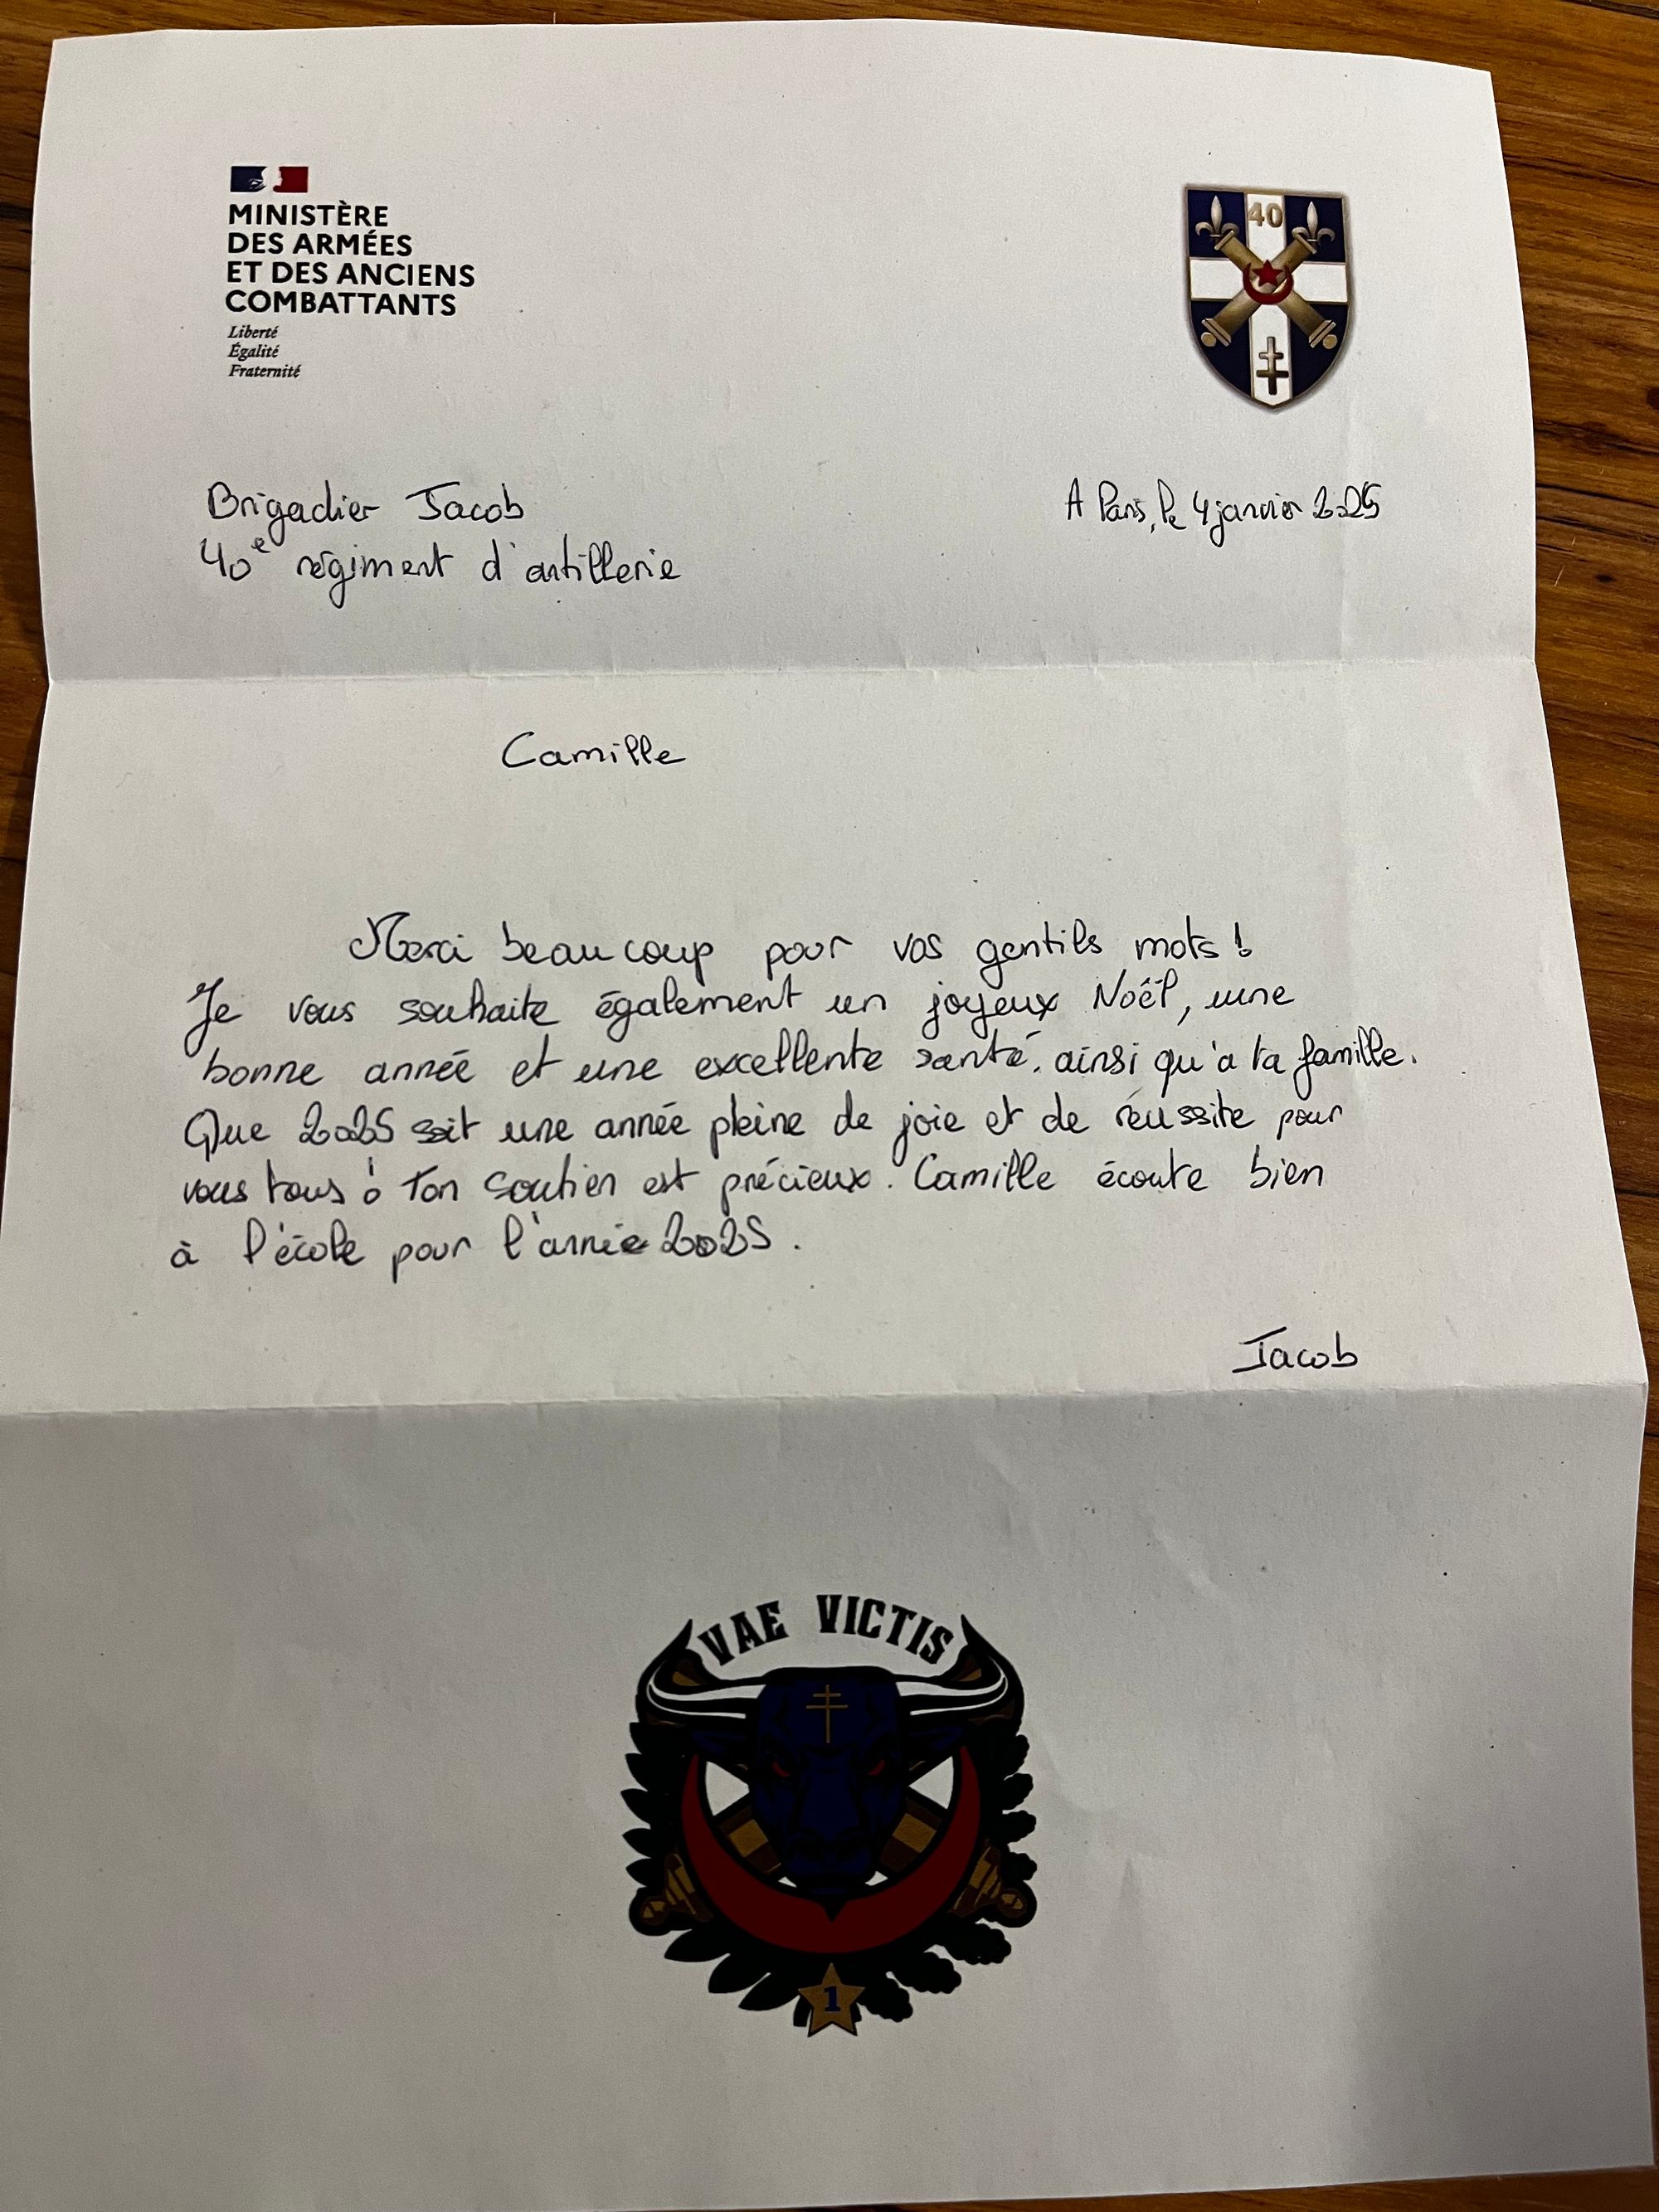 MINISTÈRE
DES ARMÉES
ET DES ANCIENS
COMBATTANTS
Liberté
Égalité
Fraternité
40
Brigadier Jacob
40e régiment d'artillerie
A Paris, le 4 janvier 2025
Camille
Merci beaucoup pour vos gentils mots !
Je vous souhaite également un joyeux Noël, une
bonne année et une excellente santé. ainsi qu'a ta famille.
Que 2025 soit une année pleine de joie et de réussite pour
vous tous ! Ton soutien est précieux. Camille écoute bien
à l'école pour l'année 2025.
Jacob
VAE VICTIS
1